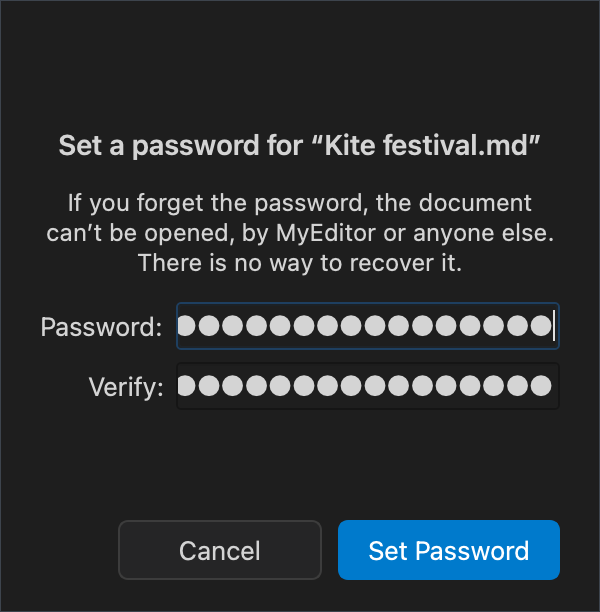 Set a password for “Kite festival.md”
If you forget the password, the document
can’t be opened, by MyEditor or anyone else.
There is no way to recover it.
Password: ●●●●●●●●●●●●●●●●
Verify: ●●●●●●●●●●●●●●●●
Cancel
Set Password